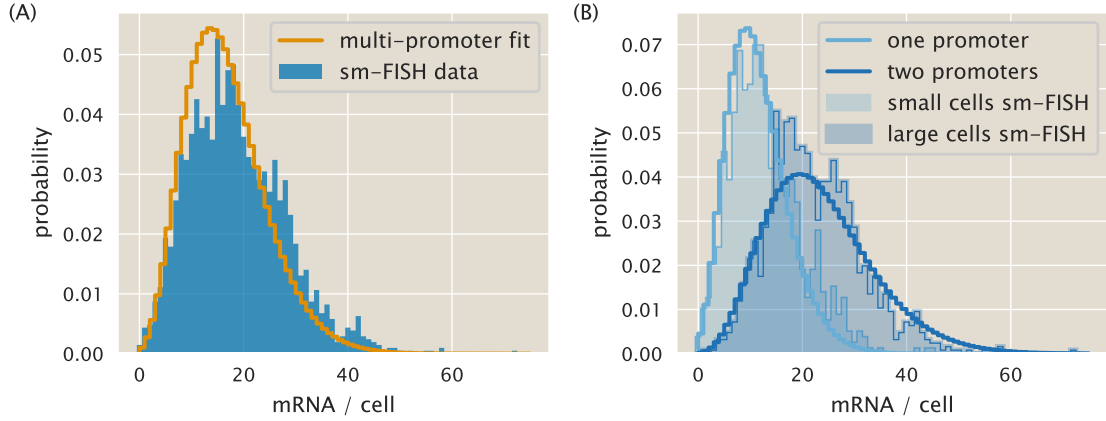 (A)
probability
0.05
0.04
0.03
0.02
0.01
0.00
0
20
40
60
mRNA / cell
multi-promoter fit
sm-FISH data
(B)
probability
0.07
0.06
0.05
0.04
0.03
0.02
0.01
0.00
0
20
40
60
mRNA / cell
one promoter
two promoters
small cells sm-FISH
large cells sm-FISH